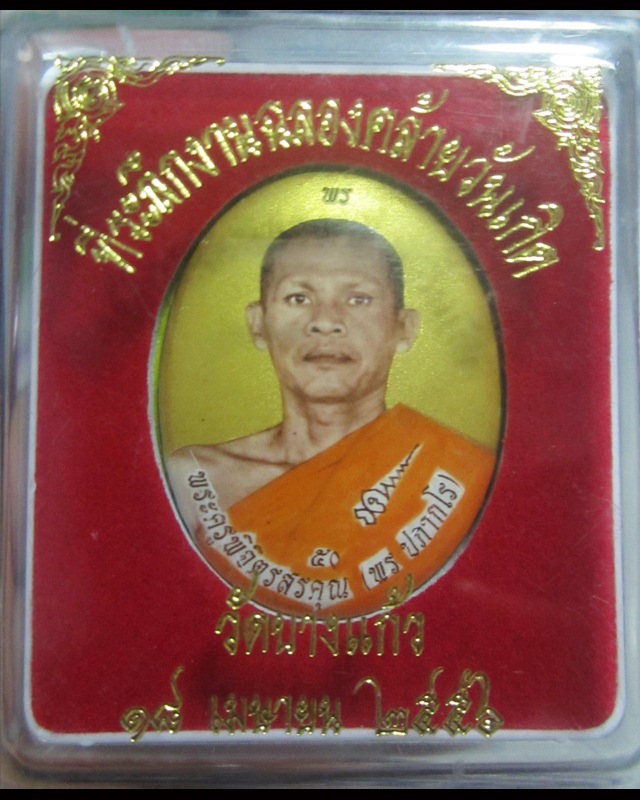 ที่ระฦกงานฉลองคล้ายวันเกิด
พร
๕๐
พระครูพิจิตรสรคุณ (พร ปภากโร)
วัดบางแก้ว
๑๘ เมษายน ๒๕๕๒